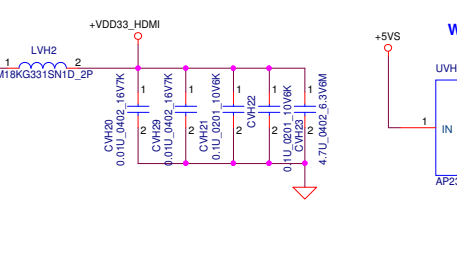 +VDD33_HDMI
LVH2
1
2
M18KG331SN1D_2P
1
2
CVH20
0.01U_0402_16V7K
1
2
CVH29
0.01U_0402_16V7K
1
2
CVH21
0.1U_0201_10V6K
1
2
CVH22
0.1U_0201_10V6K
1
2
CVH23
4.7U_0402_6.3V6M
+5VS
W
UVH
1
IN
AP23